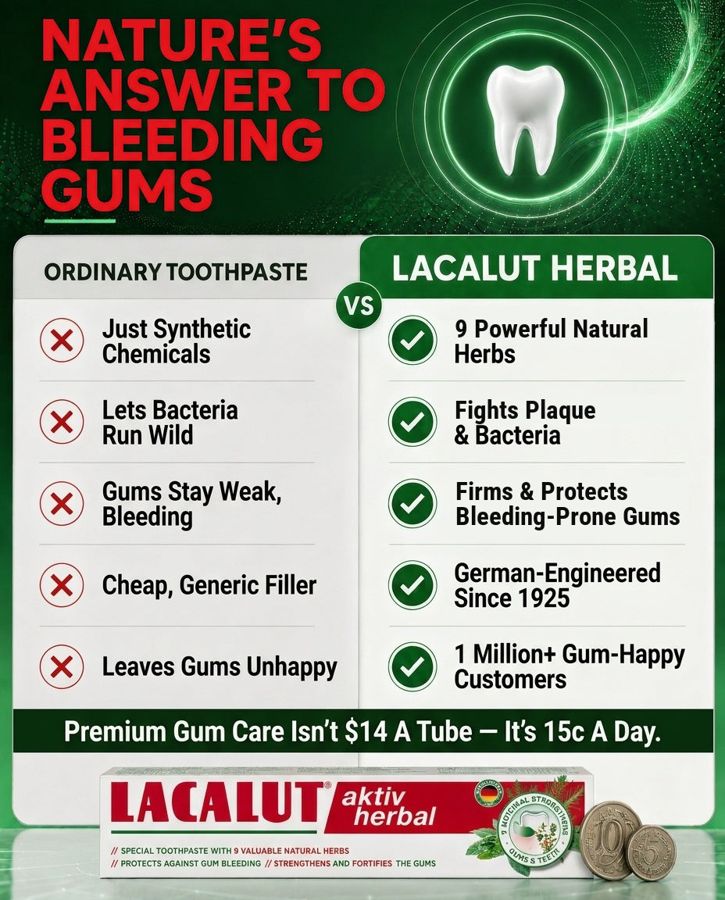 NATURE'S
ANSWER TO
BLEEDING
GUMS
ORDINARY TOOTHPASTE
VS
LACALUT HERBAL
Just Synthetic
Chemicals
9 Powerful Natural
Herbs
Lets Bacteria
Run Wild
Fights Plaque
& Bacteria
Gums Stay Weak,
Bleeding
Firms & Protects
Bleeding-Prone Gums
Cheap, Generic Filler
German-Engineered
Since 1925
Leaves Gums Unhappy
1 Million+ Gum-Happy
Customers
Premium Gum Care Isn't $14 A Tube — It's 15c A Day.
LACALUT® aktiv
herbal
// SPECIAL TOOTHPASTE WITH 9 VALUABLE NATURAL HERBS
// PROTECTS AGAINST GUM BLEEDING // STRENGTHENS AND FORTIFIES THE GUMS
GUMS & TEETH
10
5